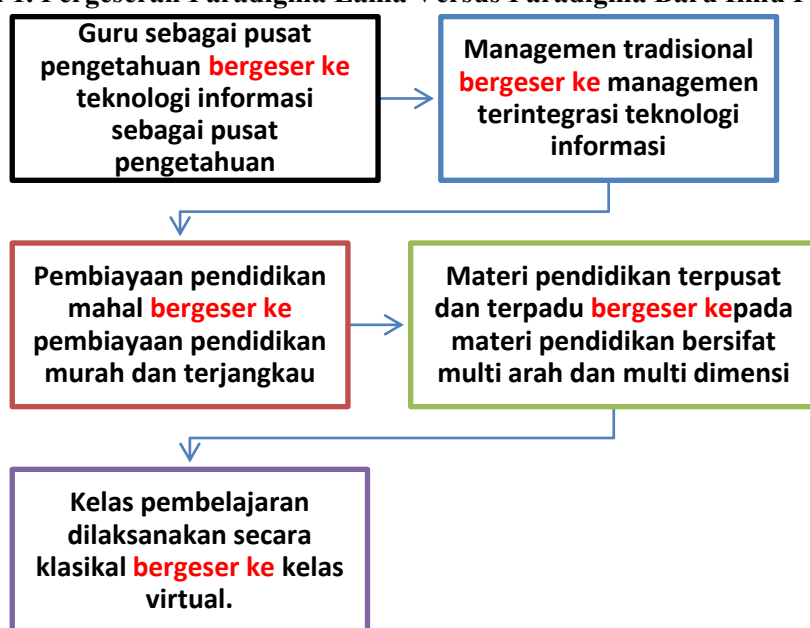 Guru sebagai pusat
pengetahuan bergeser ke
teknologi informasi
sebagai pusat
pengetahuan
Managemen tradisional
bergeser ke managemen
terintegrasi teknologi
informasi
Pembiayaan pendidikan
mahal bergeser ke
pembiayaan pendidikan
murah dan terjangkau
Materi pendidikan terpusat
dan terpadu bergeser kepada
materi pendidikan bersifat
multi arah dan multi dimensi
Kelas pembelajaran
dilaksanakan secara
klasikal bergeser ke kelas
virtual.